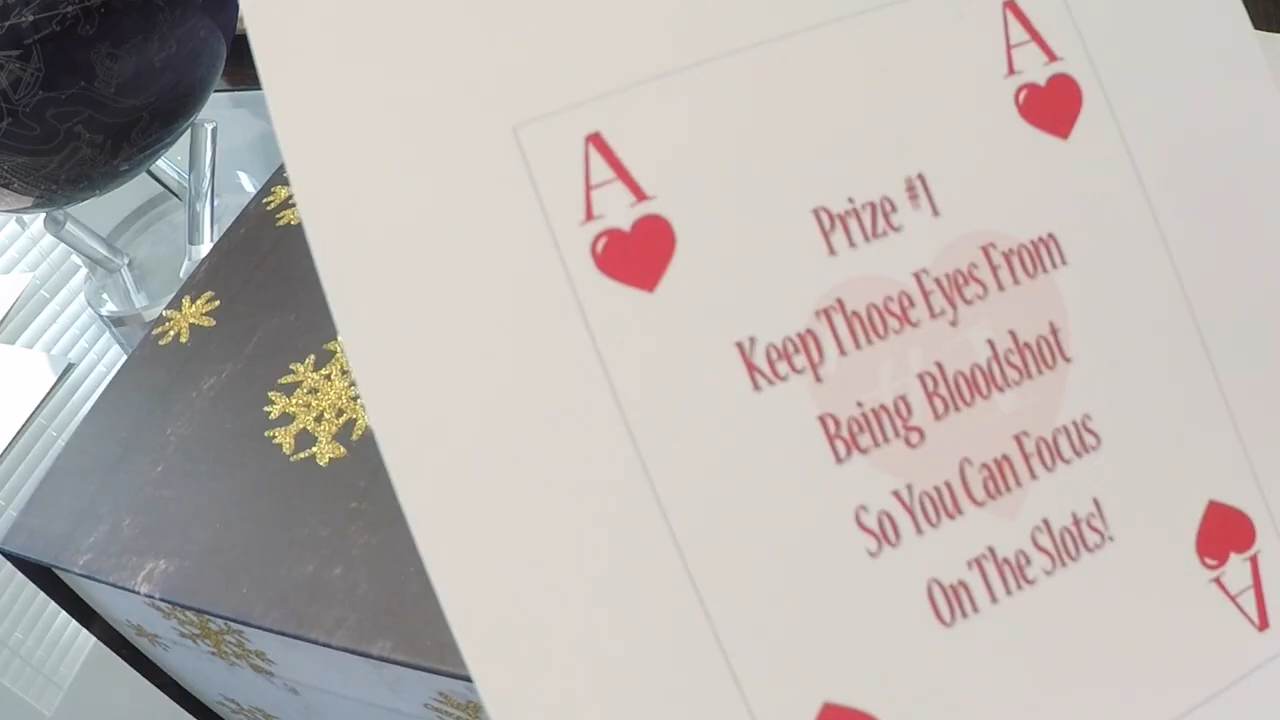 A
A
Prize #1
Keep Those Eyes From
Being Bloodshot
So You Can Focus
On The Slots!
A